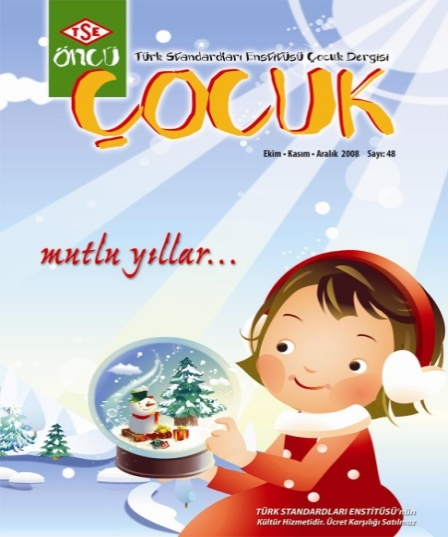 TSE
ÖNCÜ
Türk Standardları Enstitüsü Çocuk Dergisi
ÇOCUK
Ekim • Kasım • Aralık 2008 Sayı: 48
mutlu yıllar...
TÜRK STANDARDLARI ENSTİTÜSÜ'nün
Kültür Hizmetidir. Ücret Karşılığı Satılmaz